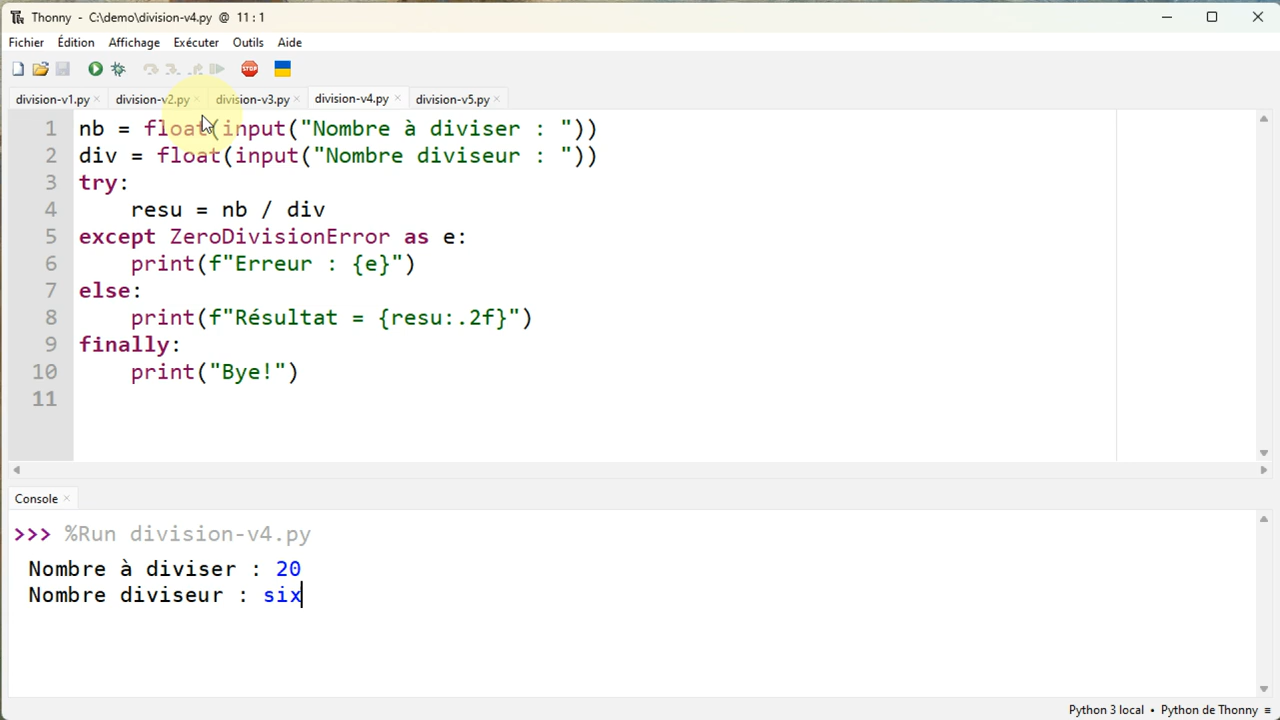 Thonny - C:\demo\division-v4.py @ 11 : 1
Fichier Édition Affichage Exécuter Outils Aide
STOP
division-v1.py × division-v2.py × division-v3.py × division-v4.py × division-v5.py ×
1 nb = float(input("Nombre à diviser : "))
2 div = float(input("Nombre diviseur : "))
3 try:
4     resu = nb / div
5 except ZeroDivisionError as e:
6     print(f"Erreur : {e}")
7 else:
8     print(f"Résultat = {resu:.2f}")
9 finally:
10     print("Bye!")
11
Console ×
>>> %Run division-v4.py
Nombre à diviser : 20
Nombre diviseur : six
Python 3 local • Python de Thonny ≡